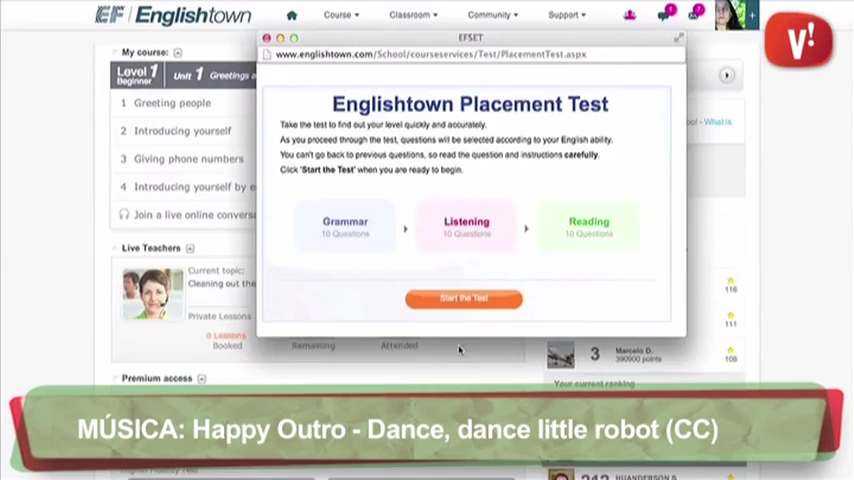 EF Englishtown
Course
Classroom
Community
Support
1
7
+
V!
EFSET
www.englishtown.com/School/courseservices/Test/PlacementTest.aspx
My course:
Level 1
Beginner
Unit 1 Greetings a
1 Greeting people
2 Introducing yourself
3 Giving phone numbers
4 Introducing yourself by e
Join a live online convers
Englishtown Placement Test
Take the test to find out your level quickly and accurately.
As you proceed through the test, questions will be selected according to your English ability.
You can't go back to previous questions, so read the question and instructions carefully.
Click 'Start the Test' when you are ready to begin.
Grammar
10 Questions
Listening
10 Questions
Reading
10 Questions
Start the Test
ool - What is
Live Teachers
Current topic:
Cleaning out the
Private Lessons
0 Lessons
Booked
Remaining
Attended
116
111
108
3
Marcelo D.
390900 points
Your current ranking
Premium access
MÚSICA: Happy Outro - Dance, dance little robot (CC)